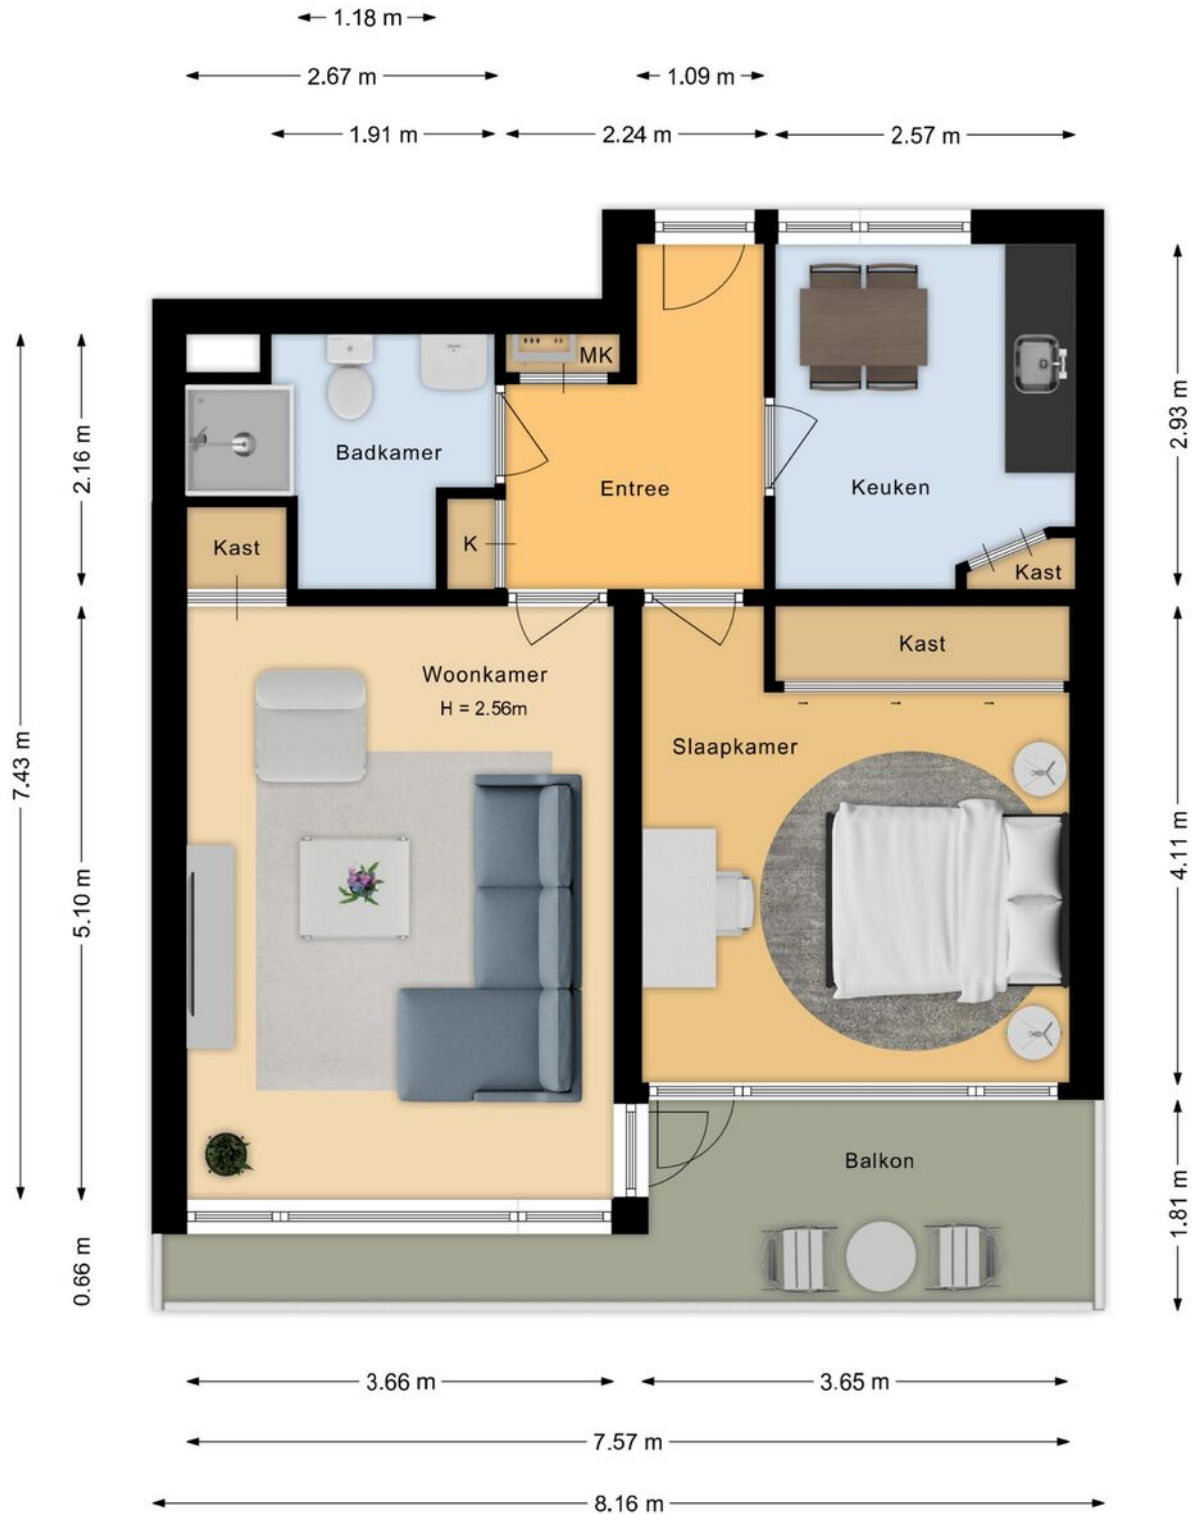 1.18 m
2.67 m
1.09 m
1.91 m
2.24 m
2.57 m
MK
Badkamer
Entree
Keuken
Kast
K
Kast
2.16 m
2.93 m
Kast
Woonkamer
H = 2.56m
Slaapkamer
7.43 m
5.10 m
4.11 m
Balkon
1.81 m
0.66 m
3.66 m
3.65 m
7.57 m
8.16 m